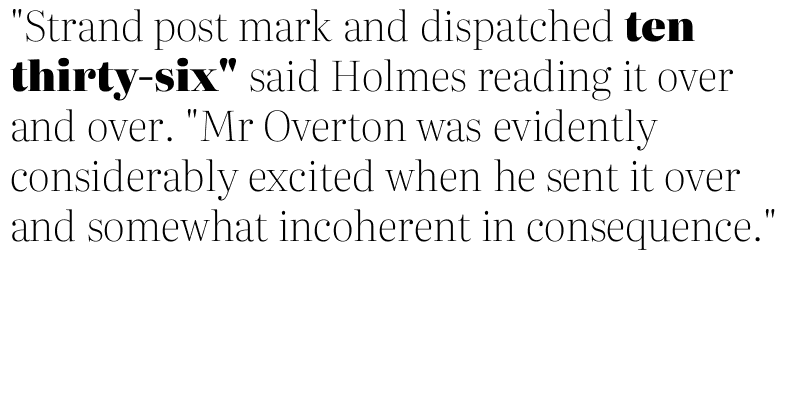 "Strand post mark and dispatched ten
thirty-six" said Holmes reading it over
and over. "Mr Overton was evidently
considerably excited when he sent it over
and somewhat incoherent in consequence."